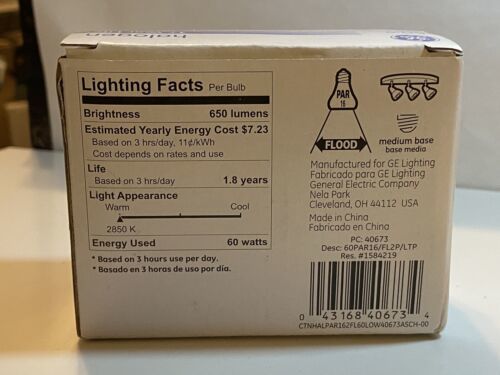 halogen
Lighting Facts Per Bulb
Brightness 650 lumens
Estimated Yearly Energy Cost $7.23
Based on 3 hrs/day, 11¢/kWh
Cost depends on rates and use
Life
Based on 3 hrs/day 1.8 years
Light Appearance
Warm Cool
2850 K
Energy Used 60 watts
* Based on 3 hours use per day.
* Basado en 3 horas de uso por día.
PAR
16
FLOOD
medium base
base media
Manufactured for GE Lighting
Fabricado para GE Lighting
General Electric Company
Nela Park
Cleveland, OH 44112 USA
Made in China
Fabricado en China
PC: 40673
Desc: 60PAR16/FL2P/LTP
Res. #1584219
0 43168 40673 4
CTNHALPAR162FL60LOW40673ASCH-00